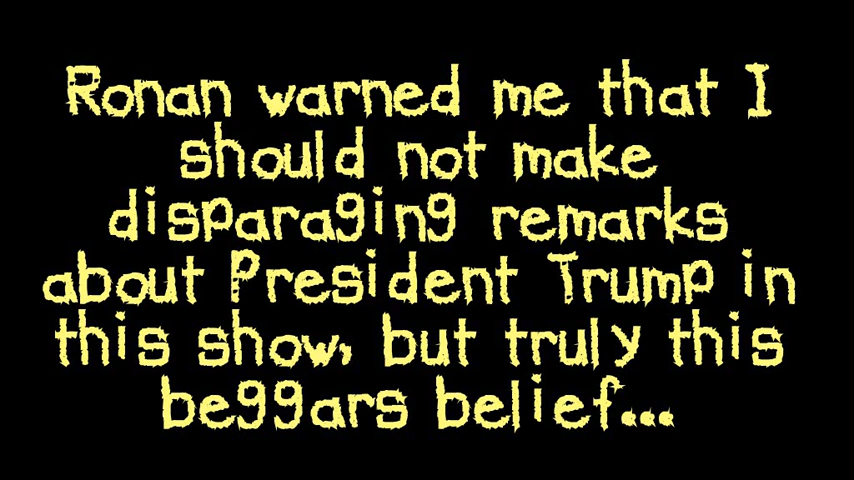 Ronan warned me that I
should not make
disparaging remarks
about President Trump in
this show, but truly this
beggars belief...